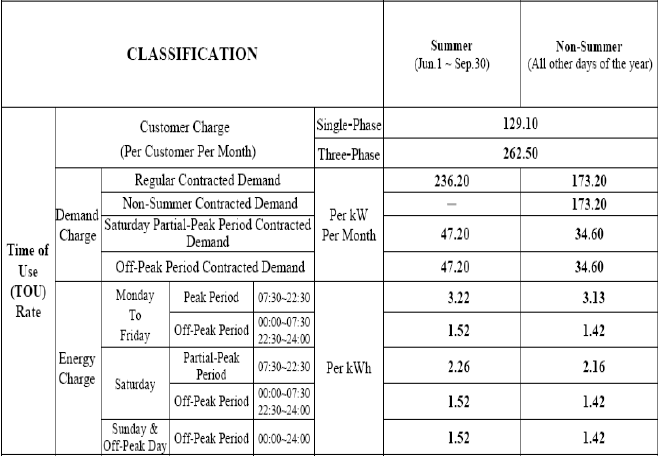 CLASSIFICATION
Summer
(Jun.1 ~ Sep.30)
Non-Summer
(All other days of the year)
Time of
Use
(TOU)
Rate
Customer Charge
(Per Customer Per Month)
Single-Phase
129.10
Three-Phase
262.50
Demand
Charge
Regular Contracted Demand
Per kW
Per Month
236.20
173.20
Non-Summer Contracted Demand
–
173.20
Saturday Partial-Peak Period Contracted
Demand
47.20
34.60
Off-Peak Period Contracted Demand
47.20
34.60
Energy
Charge
Monday
To
Friday
Peak Period
07:30~22:30
Per kWh
3.22
3.13
Off-Peak Period
00:00~07:30
22:30~24:00
1.52
1.42
Saturday
Partial-Peak
Period
07:30~22:30
2.26
2.16
Off-Peak Period
00:00~07:30
22:30~24:00
1.52
1.42
Sunday &
Off-Peak Day
Off-Peak Period
00:00~24:00
1.52
1.42